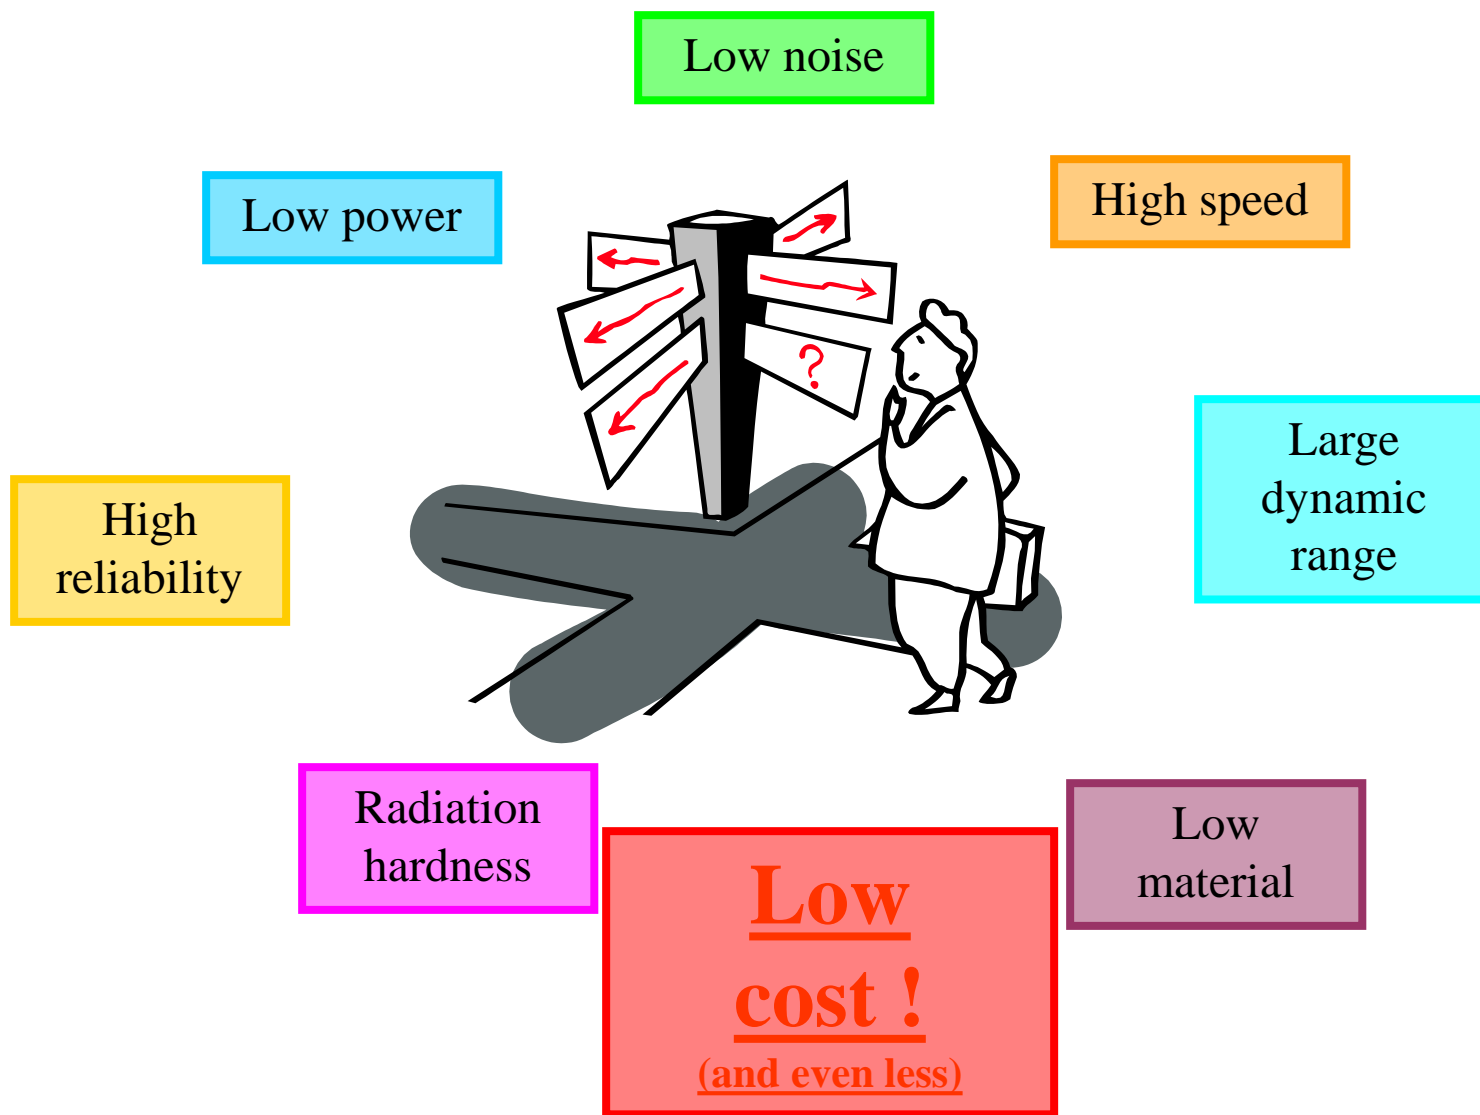 Low noise
Low power
High speed
?
Large
dynamic
range
High
reliability
Radiation
hardness
Low
material
Low
cost !
(and even less)